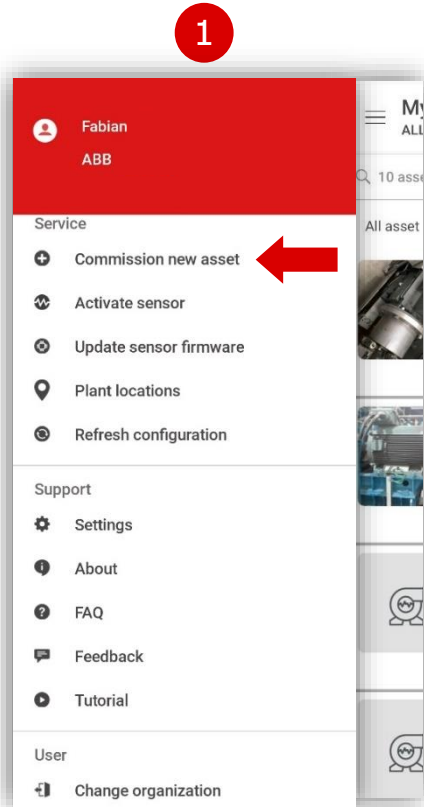 1
Fabian
ABB
Service
Commission new asset
Activate sensor
Update sensor firmware
Plant locations
Refresh configuration
Support
Settings
About
FAQ
Feedback
Tutorial
User
Change organization
My
ALL
10 asse
All asset